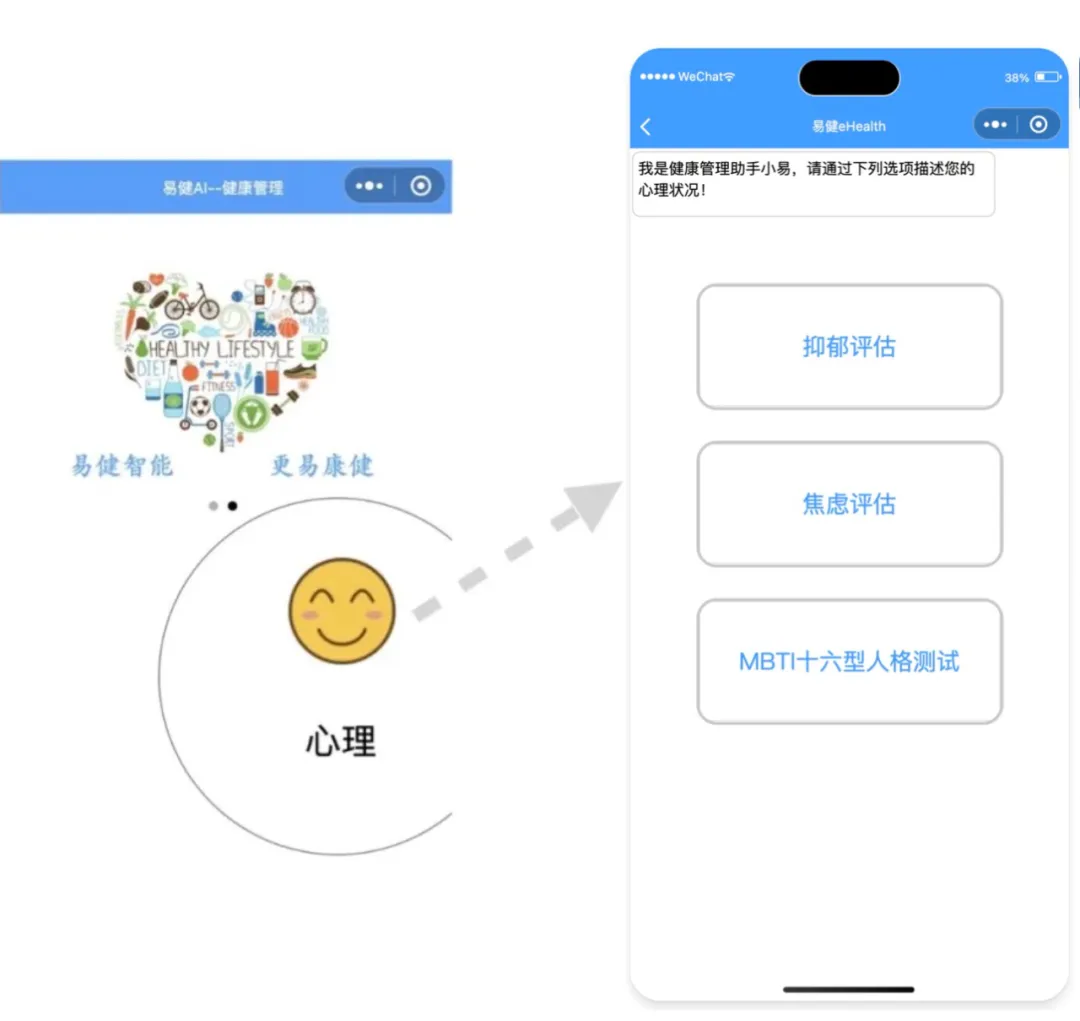 易健AI--健康管理
HEALTHY LIFESTYLE
DIET
FITNESS
SPORT
易健智能
更易康健
心理
WeChat
38%
易健eHealth
我是健康管理助手小易，请通过下列选项描述您的
心理状况！
抑郁评估
焦虑评估
MBTI十六型人格测试